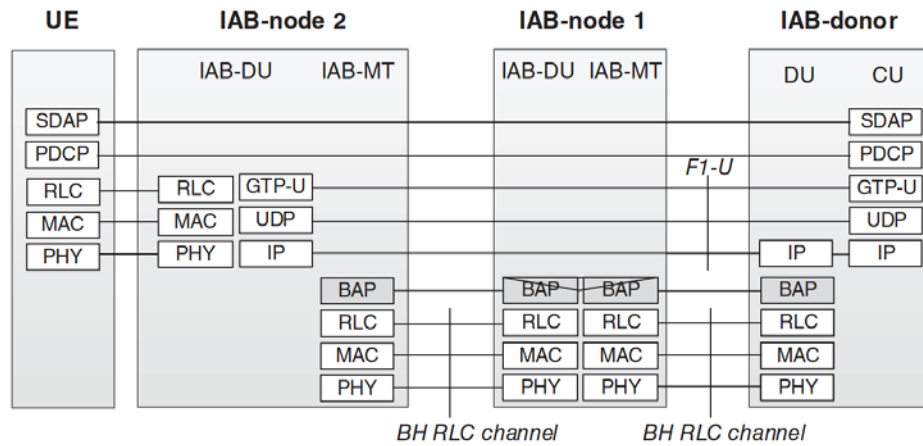 UE IAB-node 2 IAB-node 1 IAB-donor
IAB-DU IAB-MT IAB-DU IAB-MT DU CU
SDAP SDAP
PDCP PDCP
F1-U
RLC RLC GTP-U GTP-U
MAC MAC UDP UDP
PHY PHY IP IP IP
BAP BAP BAP BAP
RLC RLC RLC RLC
MAC MAC MAC MAC
PHY PHY PHY PHY
BH RLC channel BH RLC channel